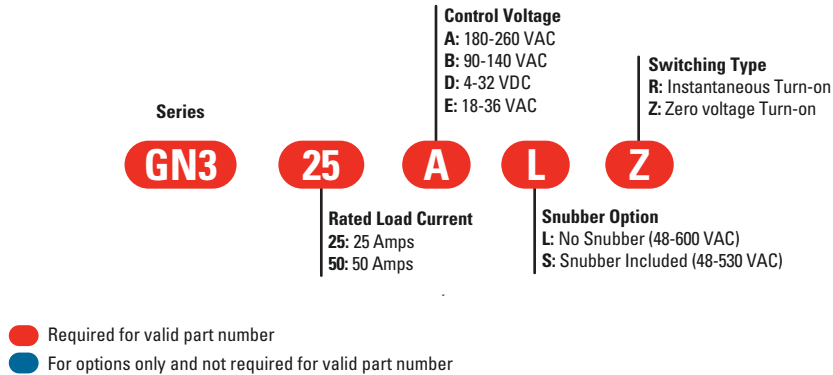 Control Voltage
A: 180-260 VAC
B: 90-140 VAC
D: 4-32 VDC
E: 18-36 VAC
Switching Type
R: Instantaneous Turn-on
Z: Zero voltage Turn-on
Series
GN3 25 A L Z
Rated Load Current
25: 25 Amps
50: 50 Amps
Snubber Option
L: No Snubber (48-600 VAC)
S: Snubber Included (48-530 VAC)
Required for valid part number
For options only and not required for valid part number